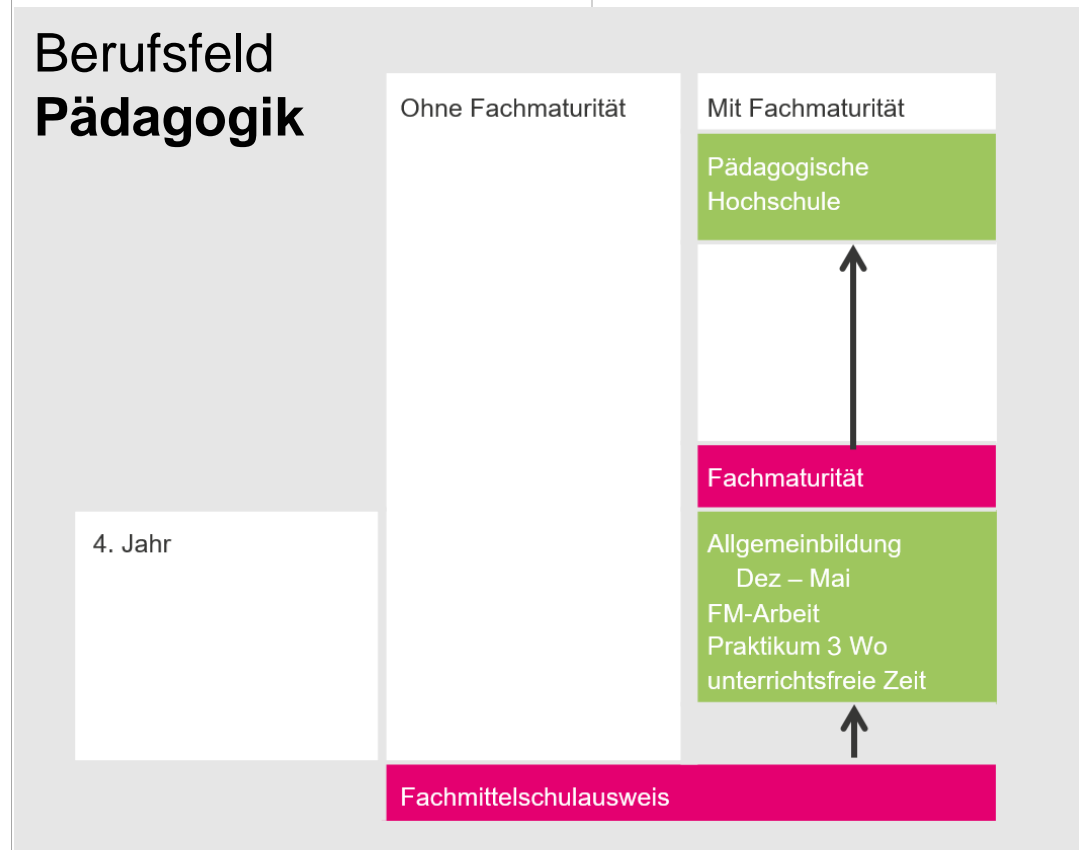 Berufsfeld
Pädagogik
Ohne Fachmaturität
Mit Fachmaturität
Pädagogische
Hochschule
Fachmaturität
4. Jahr
Allgemeinbildung
Dez – Mai
FM-Arbeit
Praktikum 3 Wo
unterrichtsfreie Zeit
Fachmittelschulausweis